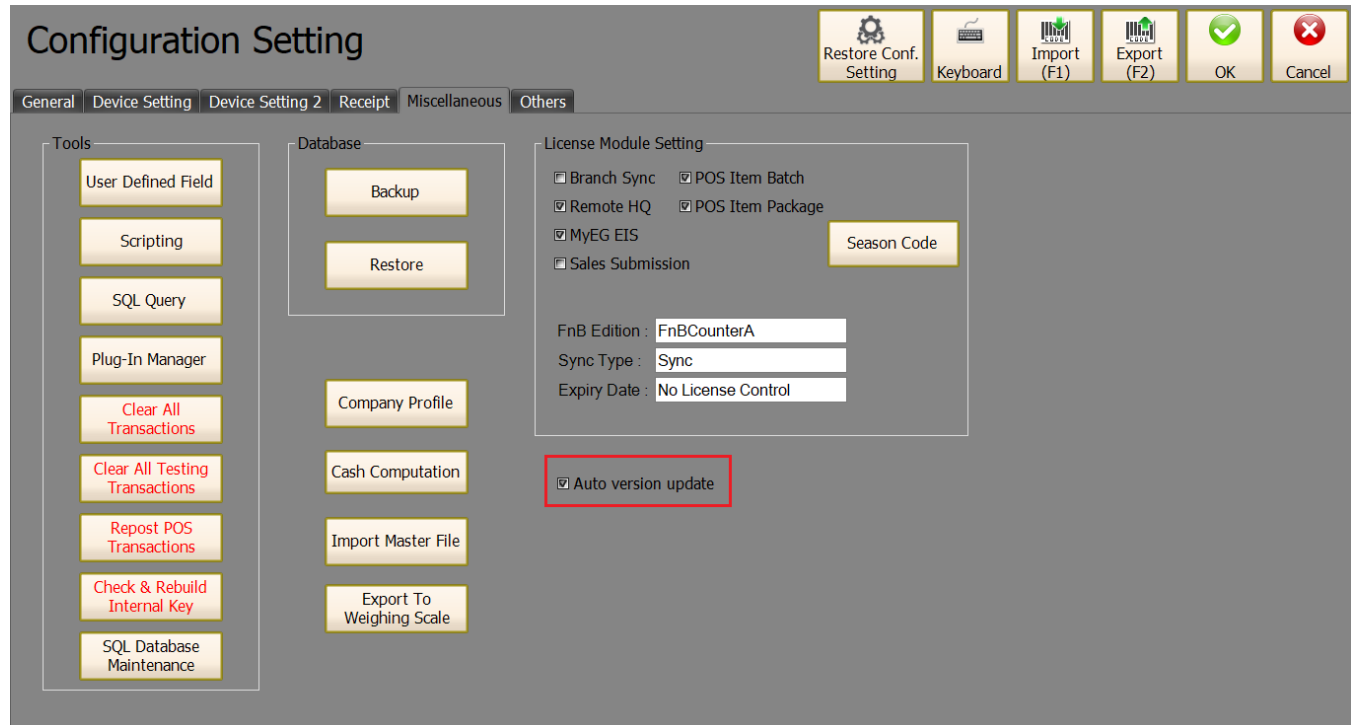 Configuration Setting
Restore Conf.
Setting
Keyboard
Import
(F1)
Export
(F2)
OK
Cancel
General
Device Setting
Device Setting 2
Receipt
Miscellaneous
Others
Tools
User Defined Field
Scripting
SQL Query
Plug-In Manager
Clear All
Transactions
Clear All Testing
Transactions
Repost POS
Transactions
Check & Rebuild
Internal Key
SQL Database
Maintenance
Database
Backup
Restore
Company Profile
Cash Computation
Import Master File
Export To
Weighing Scale
License Module Setting
Branch Sync
POS Item Batch
Remote HQ
POS Item Package
MyEG EIS
Sales Submission
Season Code
FnB Edition : FnBCounterA
Sync Type : Sync
Expiry Date : No License Control
Auto version update